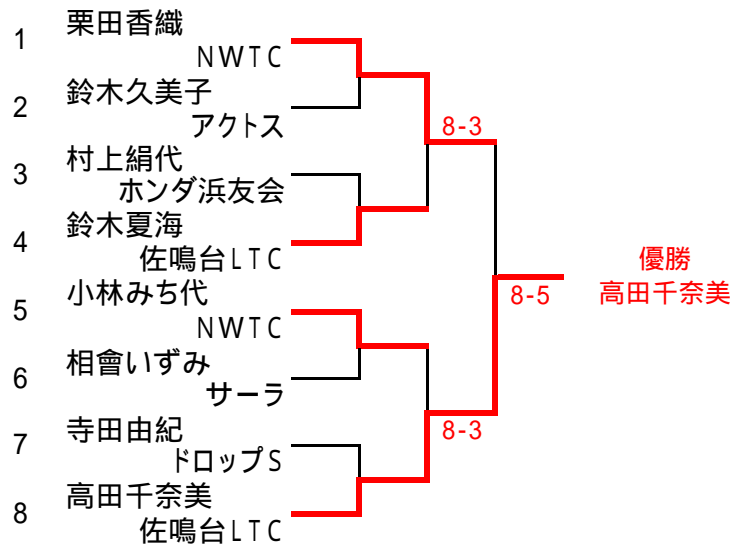 1 栗田香織
NWTC
2 鈴木久美子
アクトス
8-3
3 村上絹代
ホンダ浜友会
4 鈴木夏海
佐鳴台LTC
優勝
5 小林みち代
8-5 高田千奈美
NWTC
6 相會いずみ
サーラ
7 寺田由紀
8-3
ドロップS
8 高田千奈美
佐鳴台LTC